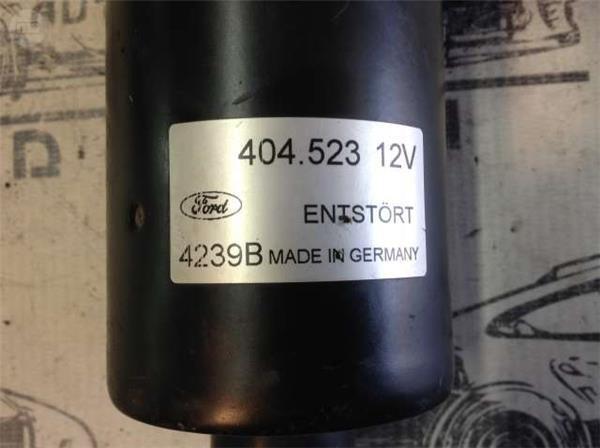 404.523 12V
Ford
ENTSTÖRT
4239B MADE IN GERMANY